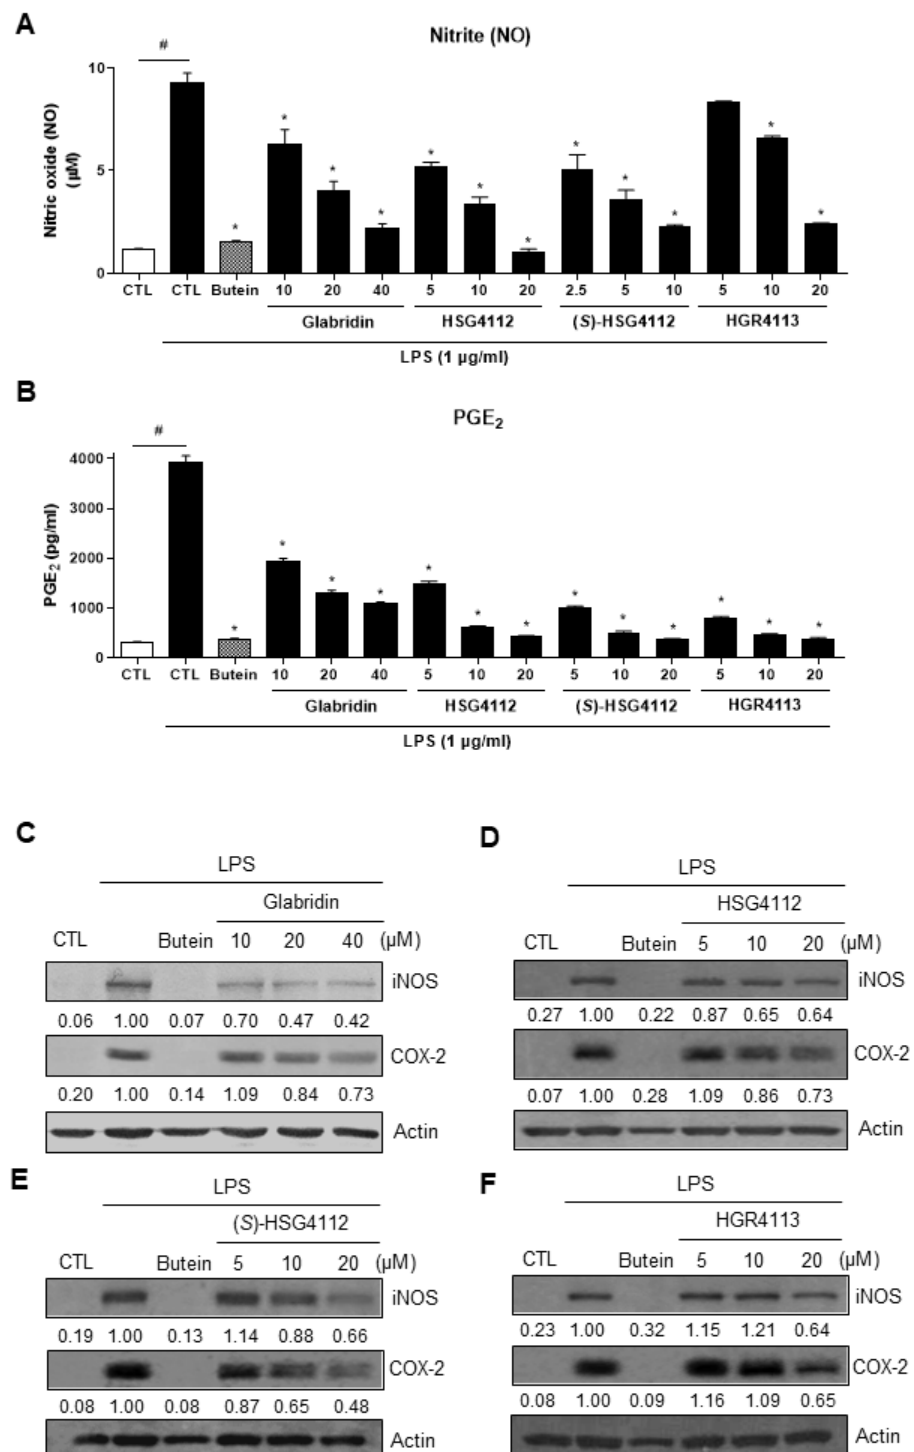 A
Nitrite (NO)
#
Nitric oxide (NO)
(µM)
10
5
0
* * * * * * * * * * * *
CTL CTL Butein 10 20 40 5 10 20 2.5 5 10 5 10 20
Glabridin HSG4112 (S)-HSG4112 HGR4113
LPS (1 µg/ml)
B
PGE2
#
PGE2 (pg/ml)
4000
3000
2000
1000
0
* * * * * * * * * * * * *
CTL CTL Butein 10 20 40 5 10 20 5 10 20 5 10 20
Glabridin HSG4112 (S)-HSG4112 HGR4113
LPS (1 µg/ml)
C
LPS
Glabridin
CTL Butein 10 20 40 (µM)
iNOS
0.06 1.00 0.07 0.70 0.47 0.42
COX-2
0.20 1.00 0.14 1.09 0.84 0.73
Actin
D
LPS
HSG4112
CTL Butein 5 10 20 (µM)
iNOS
0.27 1.00 0.22 0.87 0.65 0.64
COX-2
0.07 1.00 0.28 1.09 0.86 0.73
Actin
E
LPS
(S)-HSG4112
CTL Butein 5 10 20 (µM)
iNOS
0.19 1.00 0.13 1.14 0.88 0.66
COX-2
0.08 1.00 0.08 0.87 0.65 0.48
Actin
F
LPS
HGR4113
CTL Butein 5 10 20 (µM)
iNOS
0.23 1.00 0.32 1.15 1.21 0.64
COX-2
0.08 1.00 0.09 1.16 1.09 0.65
Actin